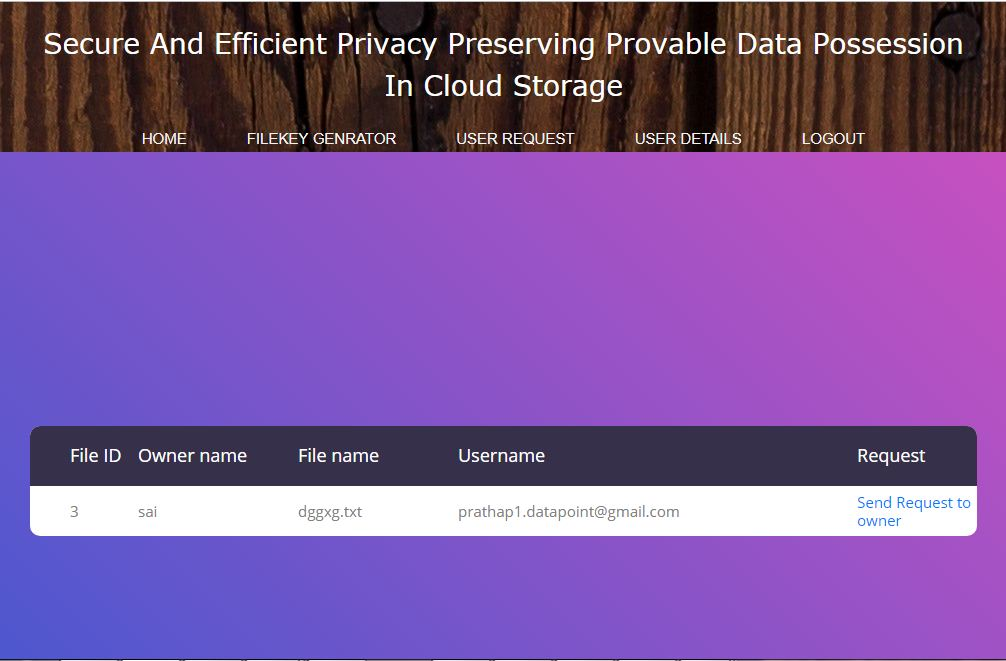 Secure And Efficient Privacy Preserving Provable Data Possession
In Cloud Storage
HOME FILEKEY GENRATOR USER REQUEST USER DETAILS LOGOUT
File ID Owner name File name Username Request
3 sai dggxg.txt prathap1.datapoint@gmail.com Send Request to
owner